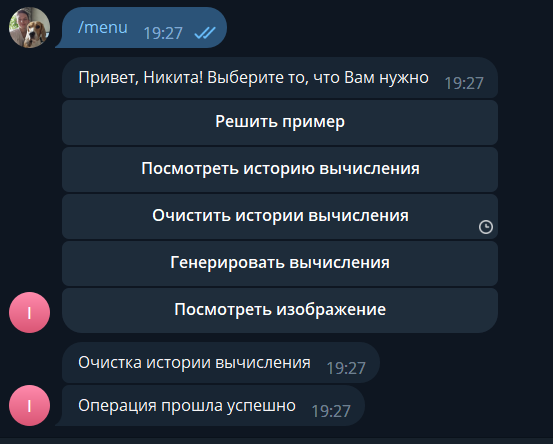 /menu 19:27
Привет, Никита! Выберите то, что Вам нужно 19:27
Решить пример
Посмотреть историю вычисления
Очистить истории вычисления
Генерировать вычисления
Посмотреть изображение
I
Очистка истории вычисления 19:27
Операция прошла успешно 19:27
I